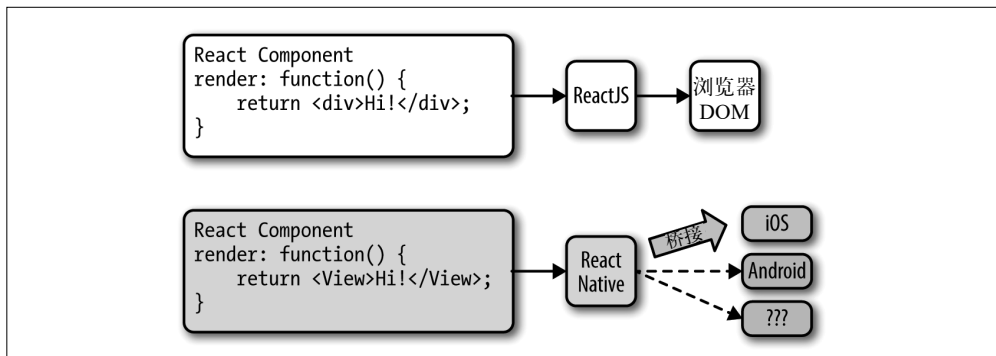 React Component
render: function() {
    return <div>Hi!</div>;
}
ReactJS
浏览器
DOM
React Component
render: function() {
    return <View>Hi!</View>;
}
React
Native
桥接
iOS
Android
???